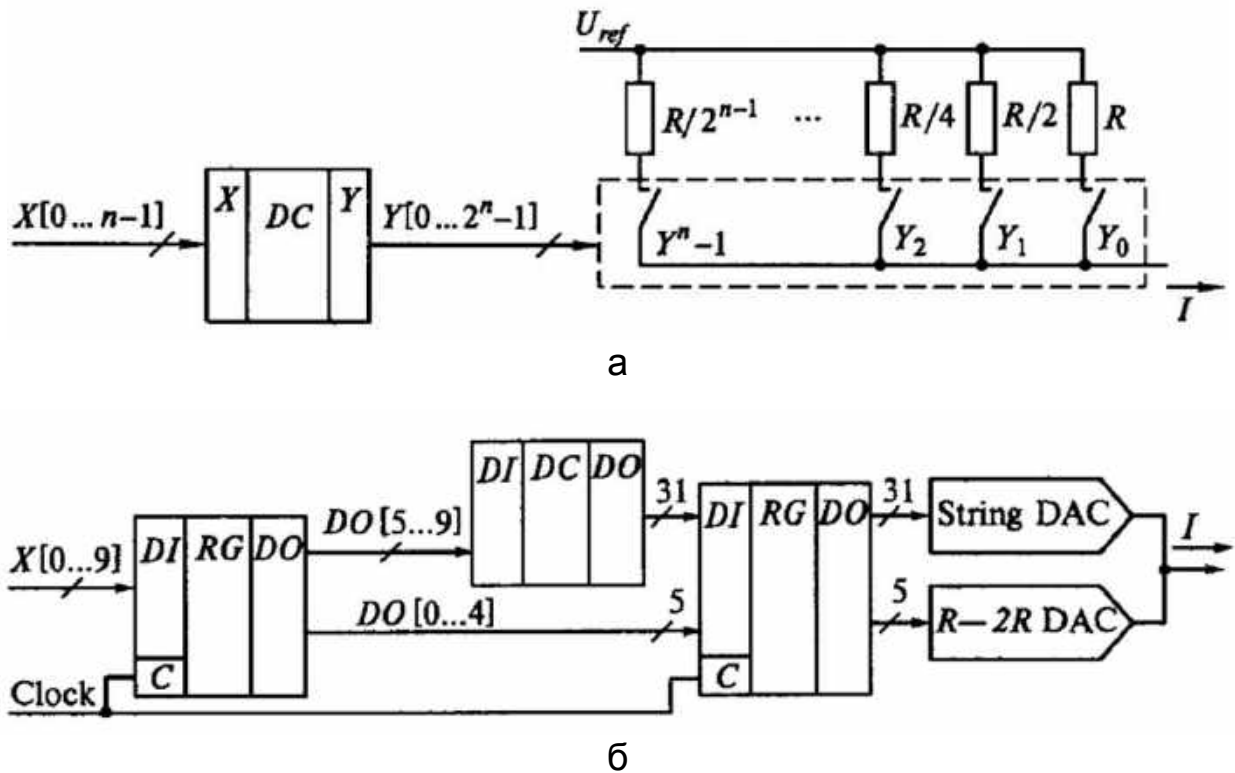 U_ref
R/2^{n-1} ... R/4 R/2 R
X[0 ... n-1] X DC Y Y[0 ... 2^n-1]
Y^n-1 Y_2 Y_1 Y_0
I
а
DI DC DO
31
DI RG DO
31
String DAC
I
X[0...9]
DI RG DO
DO [5...9]
DO [0...4]
5
5
R—2R DAC
C
C
Clock
б